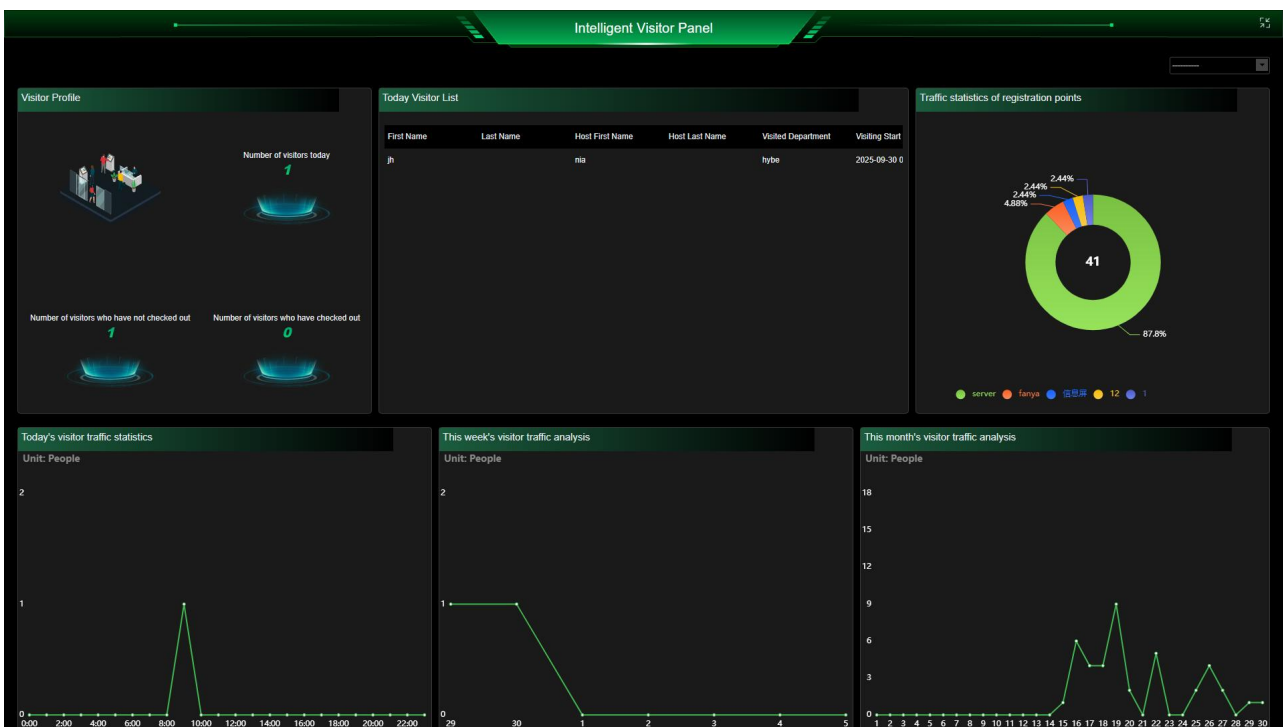 Intelligent Visitor Panel
Visitor Profile
Number of visitors today
1
Number of visitors who have not checked out
1
Number of visitors who have checked out
0
Today Visitor List
First Name Last Name Host First Name Host Last Name Visited Department Visiting Start
jh nia hybe 2025-09-30 0
Traffic statistics of registration points
2.44%
2.44%
2.44%
4.88%
41
87.8%
server fanya 信息屏 12 1
Today's visitor traffic statistics
Unit: People
2
1
0
0:00 2:00 4:00 6:00 8:00 10:00 12:00 14:00 16:00 18:00 20:00 22:00
This week's visitor traffic analysis
Unit: People
2
1
0
29 30 1 2 3 4 5
This month's visitor traffic analysis
Unit: People
18
15
12
9
6
3
0
1 2 3 4 5 6 7 8 9 10 11 12 13 14 15 16 17 18 19 20 21 22 23 24 25 26 27 28 29 30